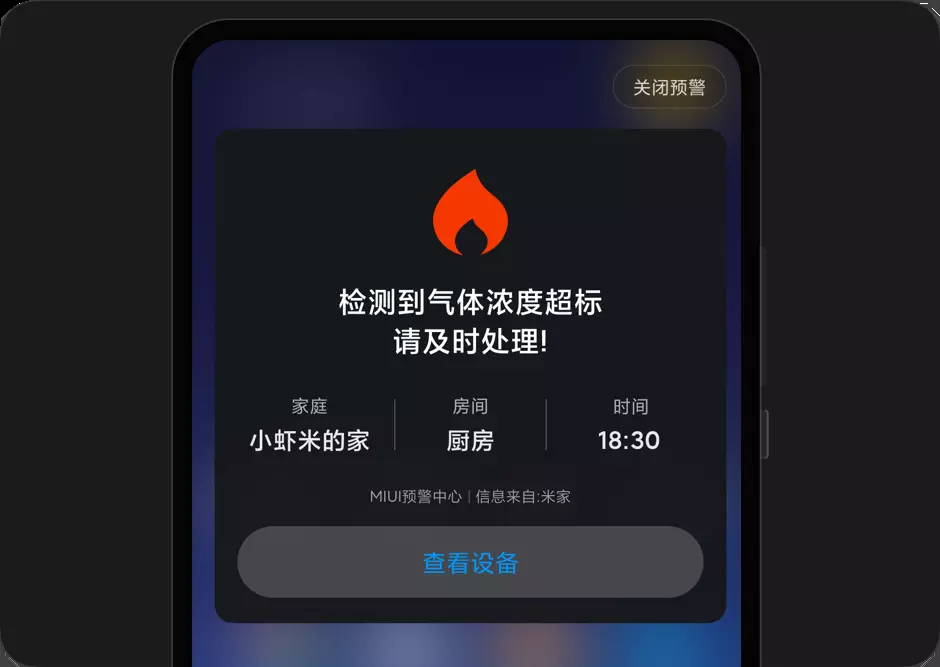 关闭预警
检测到气体浓度超标
请及时处理!
家庭
房间
时间
小虾米的家
厨房
18:30
MIUI预警中心 | 信息来自:米家
查看设备